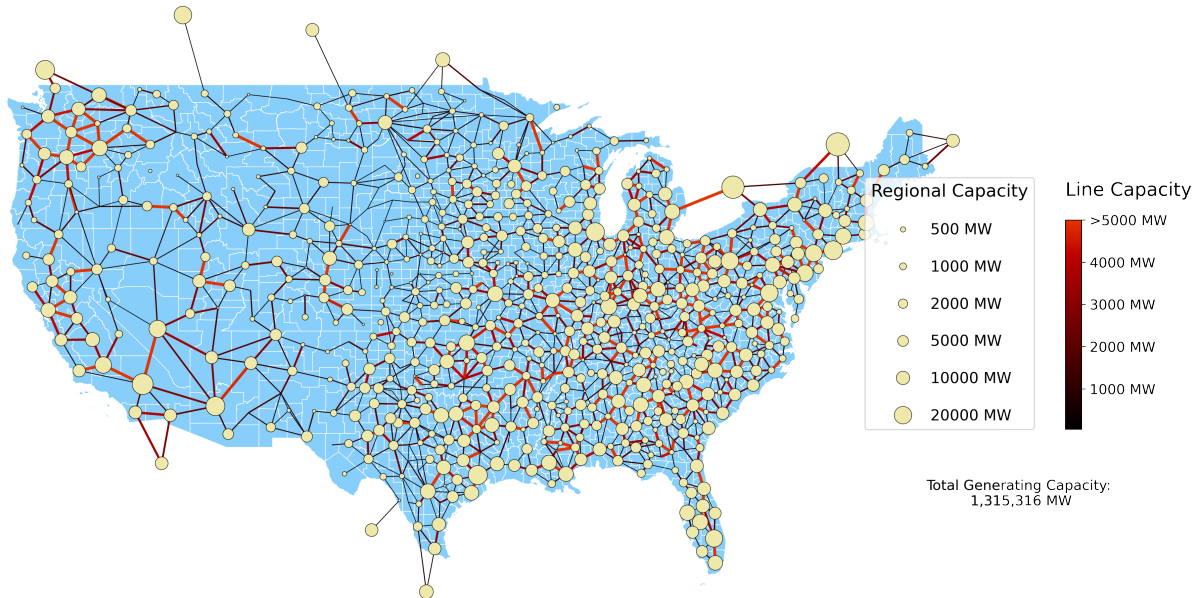 Regional Capacity
500 MW
1000 MW
2000 MW
5000 MW
10000 MW
20000 MW
Line Capacity
>5000 MW
4000 MW
3000 MW
2000 MW
1000 MW
Total Generating Capacity:
1,315,316 MW